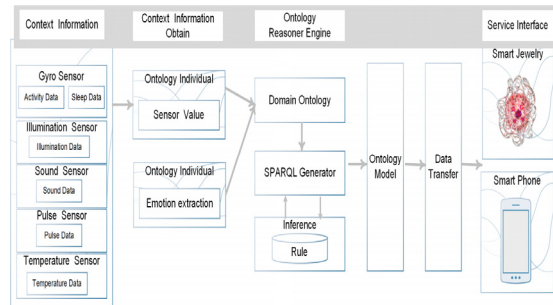 Context Information
Context Information
Obtain
Ontology
Reasoner Engine
Service Interface
Gyro Sensor
Activity Data
Sleep Data
Illumination Sensor
Illumination Data
Sound Sensor
Sound Data
Pulse Sensor
Pulse Data
Temperature Sensor
Temperature Data
Ontology Individual
Sensor Value
Ontology Individual
Emotion extraction
Domain Ontology
SPARQL Generator
Inference
Rule
Ontology
Model
Data
Transfer
Smart Jewelry
Smart Phone